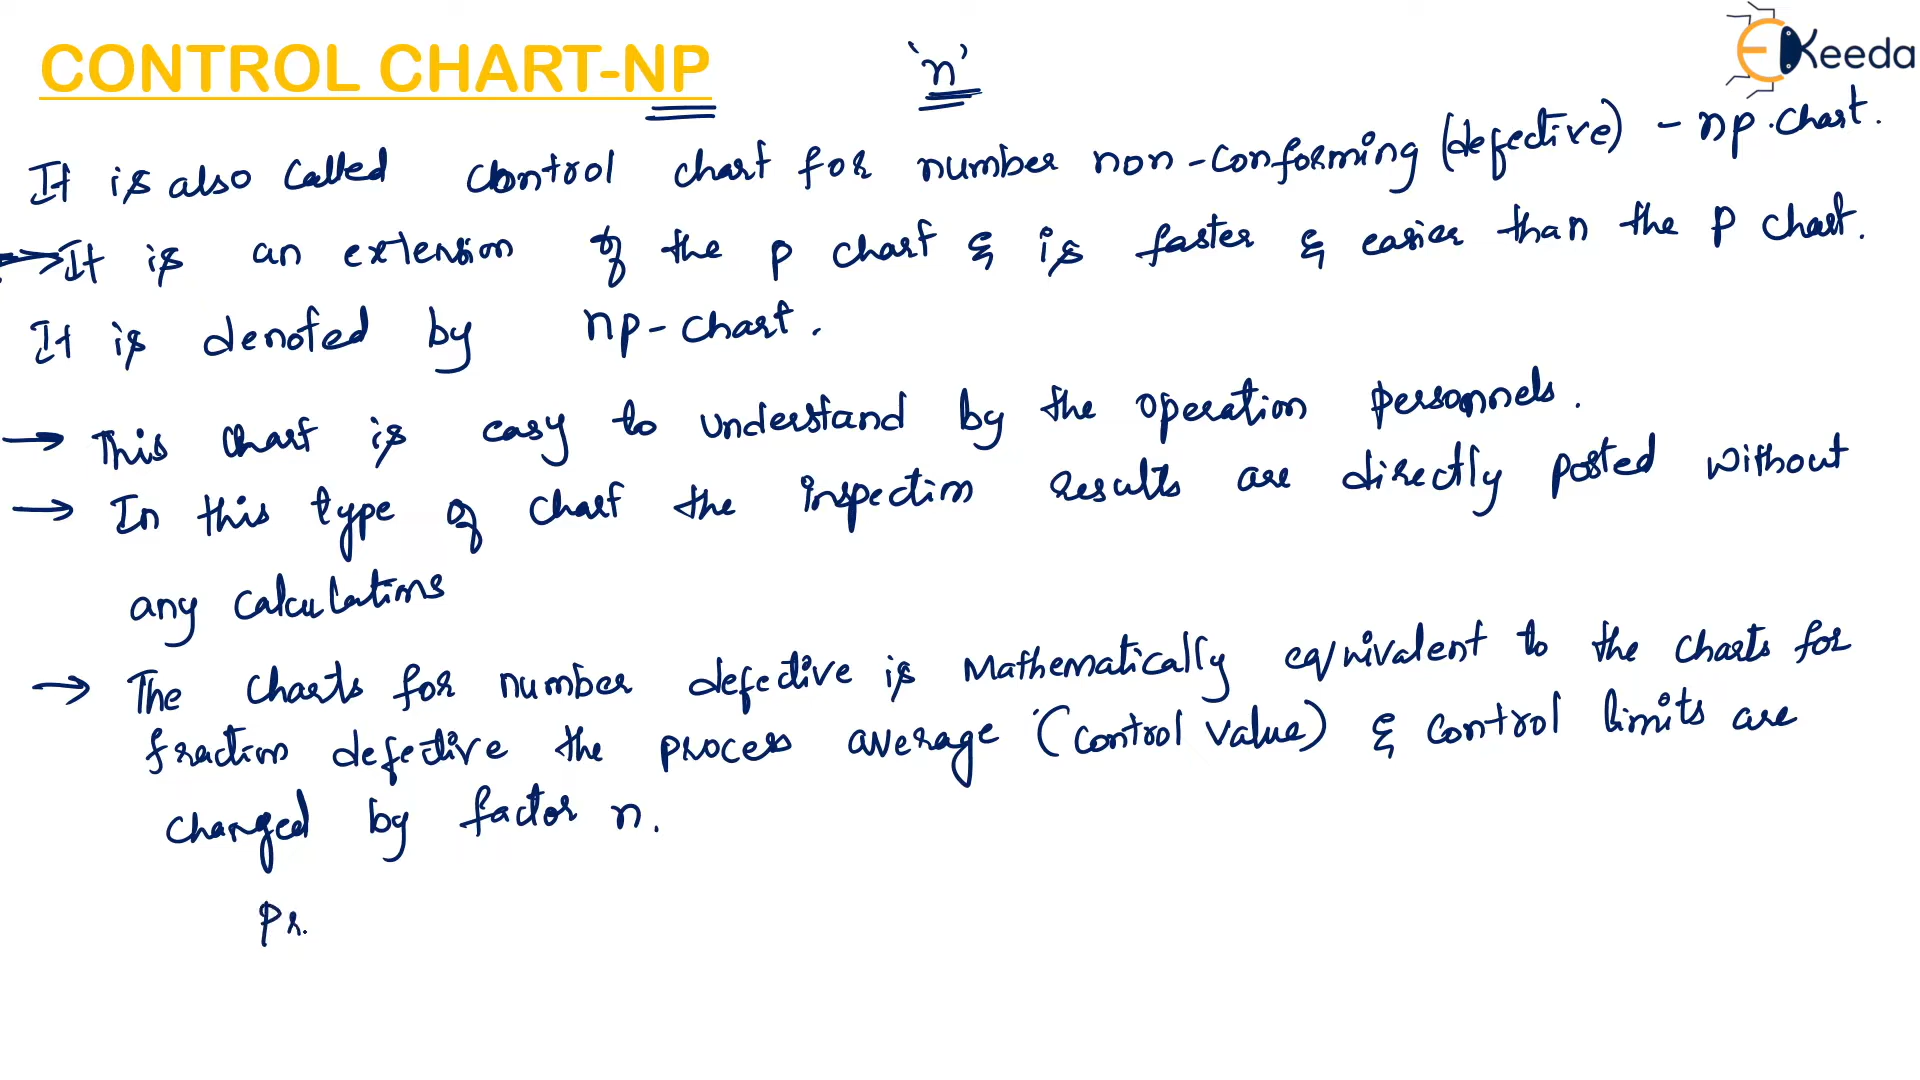 CONTROL CHART-NP
'n'
EKeeda
It is also called control chart for number non-conforming (defective) - np.chart.
It is an extension of the p chart & is faster & easier than the p chart.
It is denoted by np-chart.
→ This chart is easy to understand by the operation personnels.
→ In this type of chart the inspection results are directly posted without
any calculations
→ The charts for number defective is Mathematically equivalent to the charts for
fraction defective the process average (control value) & control limits are
changed by factor n.
Pr.